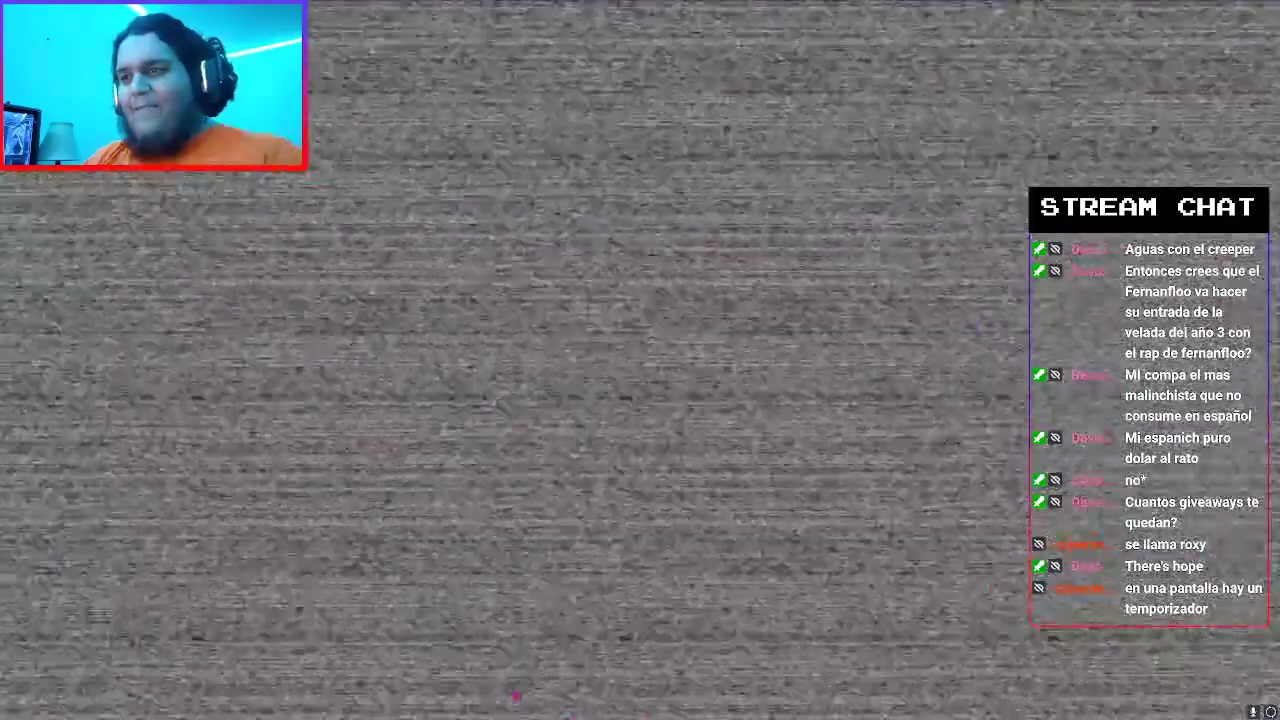 STREAM CHAT
Aguas con el creeper
Entonces crees que el
Fernanfloo va hacer
su entrada de la
velada del año 3 con
el rap de fernanfloo?
MI compa el mas
malinchista que no
consume en español
Mi espanich puro
dolar al rato
no*
Cuantos giveaways te
quedan?
se llama roxy
There's hope
en una pantalla hay un
temporizador